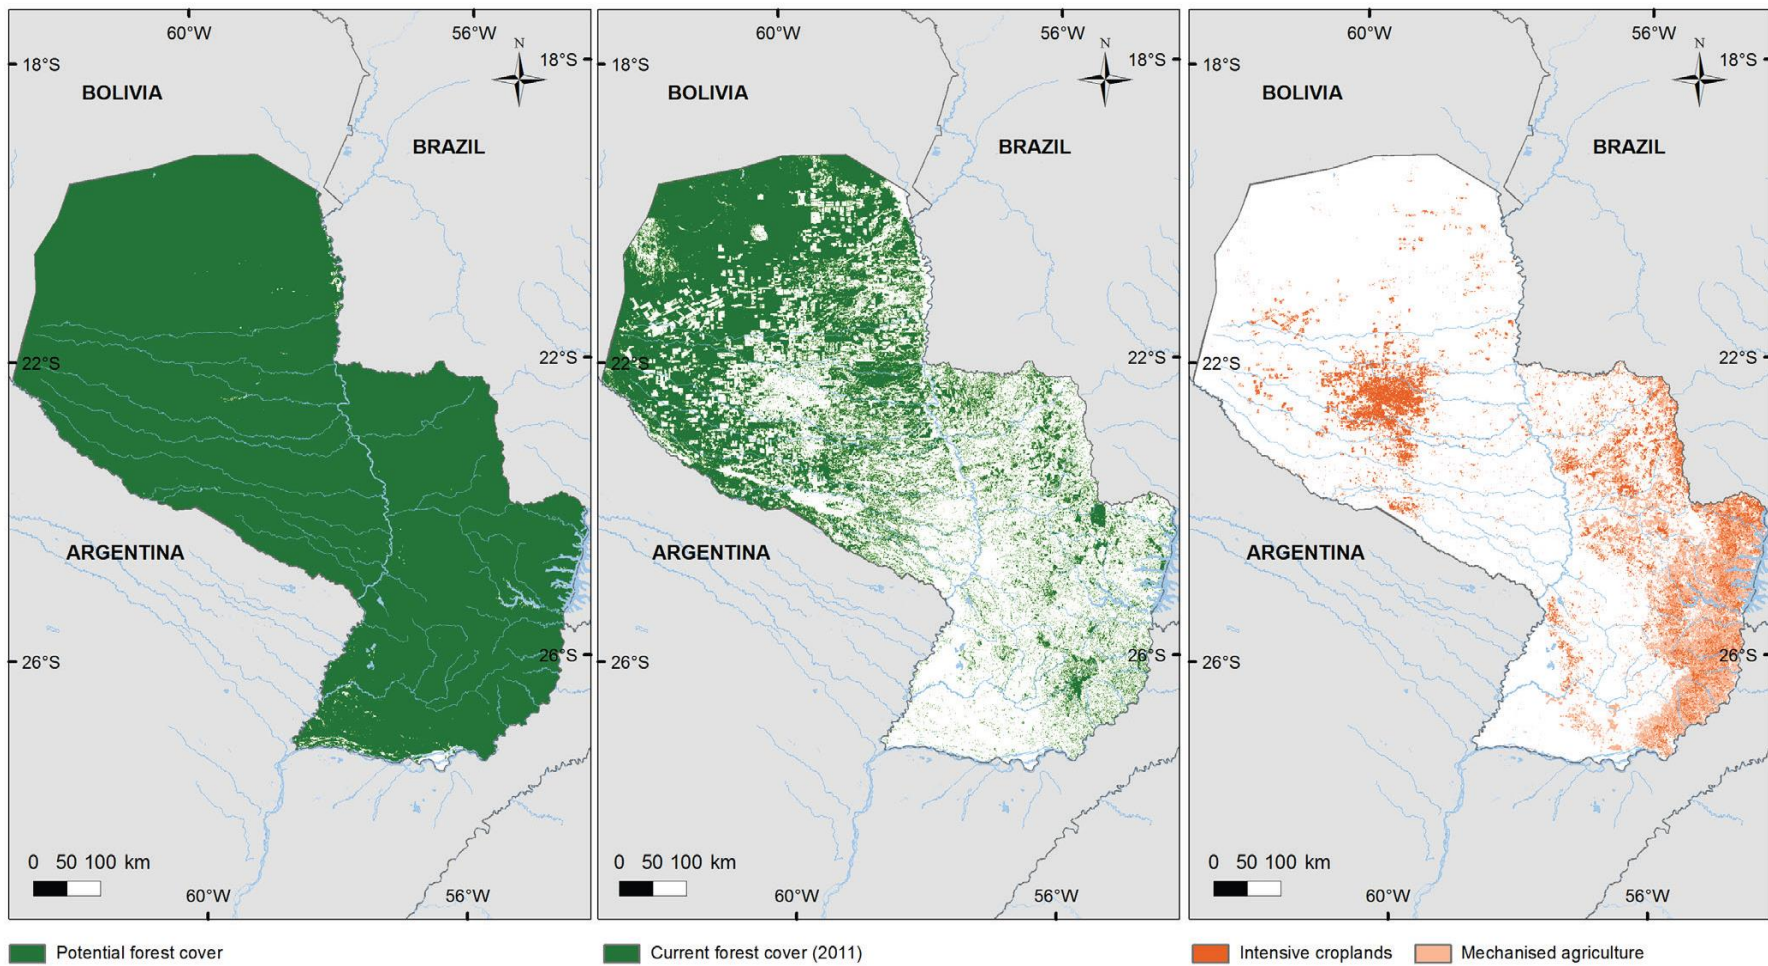 60°W 56°W
N
18°S 18°S
BOLIVIA
BRAZIL
22°S 22°S
ARGENTINA
26°S 26°S
0 50 100 km
60°W 56°W
Potential forest cover
60°W 56°W
N
18°S 18°S
BOLIVIA
BRAZIL
22°S 22°S
ARGENTINA
26°S 26°S
0 50 100 km
60°W 56°W
Current forest cover (2011)
60°W 56°W
N
18°S 18°S
BOLIVIA
BRAZIL
22°S 22°S
ARGENTINA
26°S 26°S
0 50 100 km
60°W 56°W
Intensive croplands Mechanised agriculture